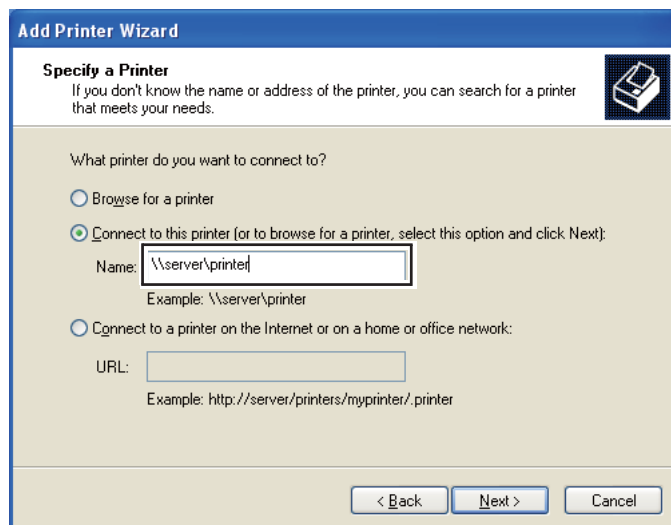 Add Printer Wizard
Specify a Printer
If you don't know the name or address of the printer, you can search for a printer
that meets your needs.
What printer do you want to connect to?
Browse for a printer
Connect to this printer (or to browse for a printer, select this option and click Next):
Name: \\server\printer
Example: \\server\printer
Connect to a printer on the Internet or on a home or office network:
URL:
Example: http://server/printers/myprinter/.printer
< Back Next > Cancel